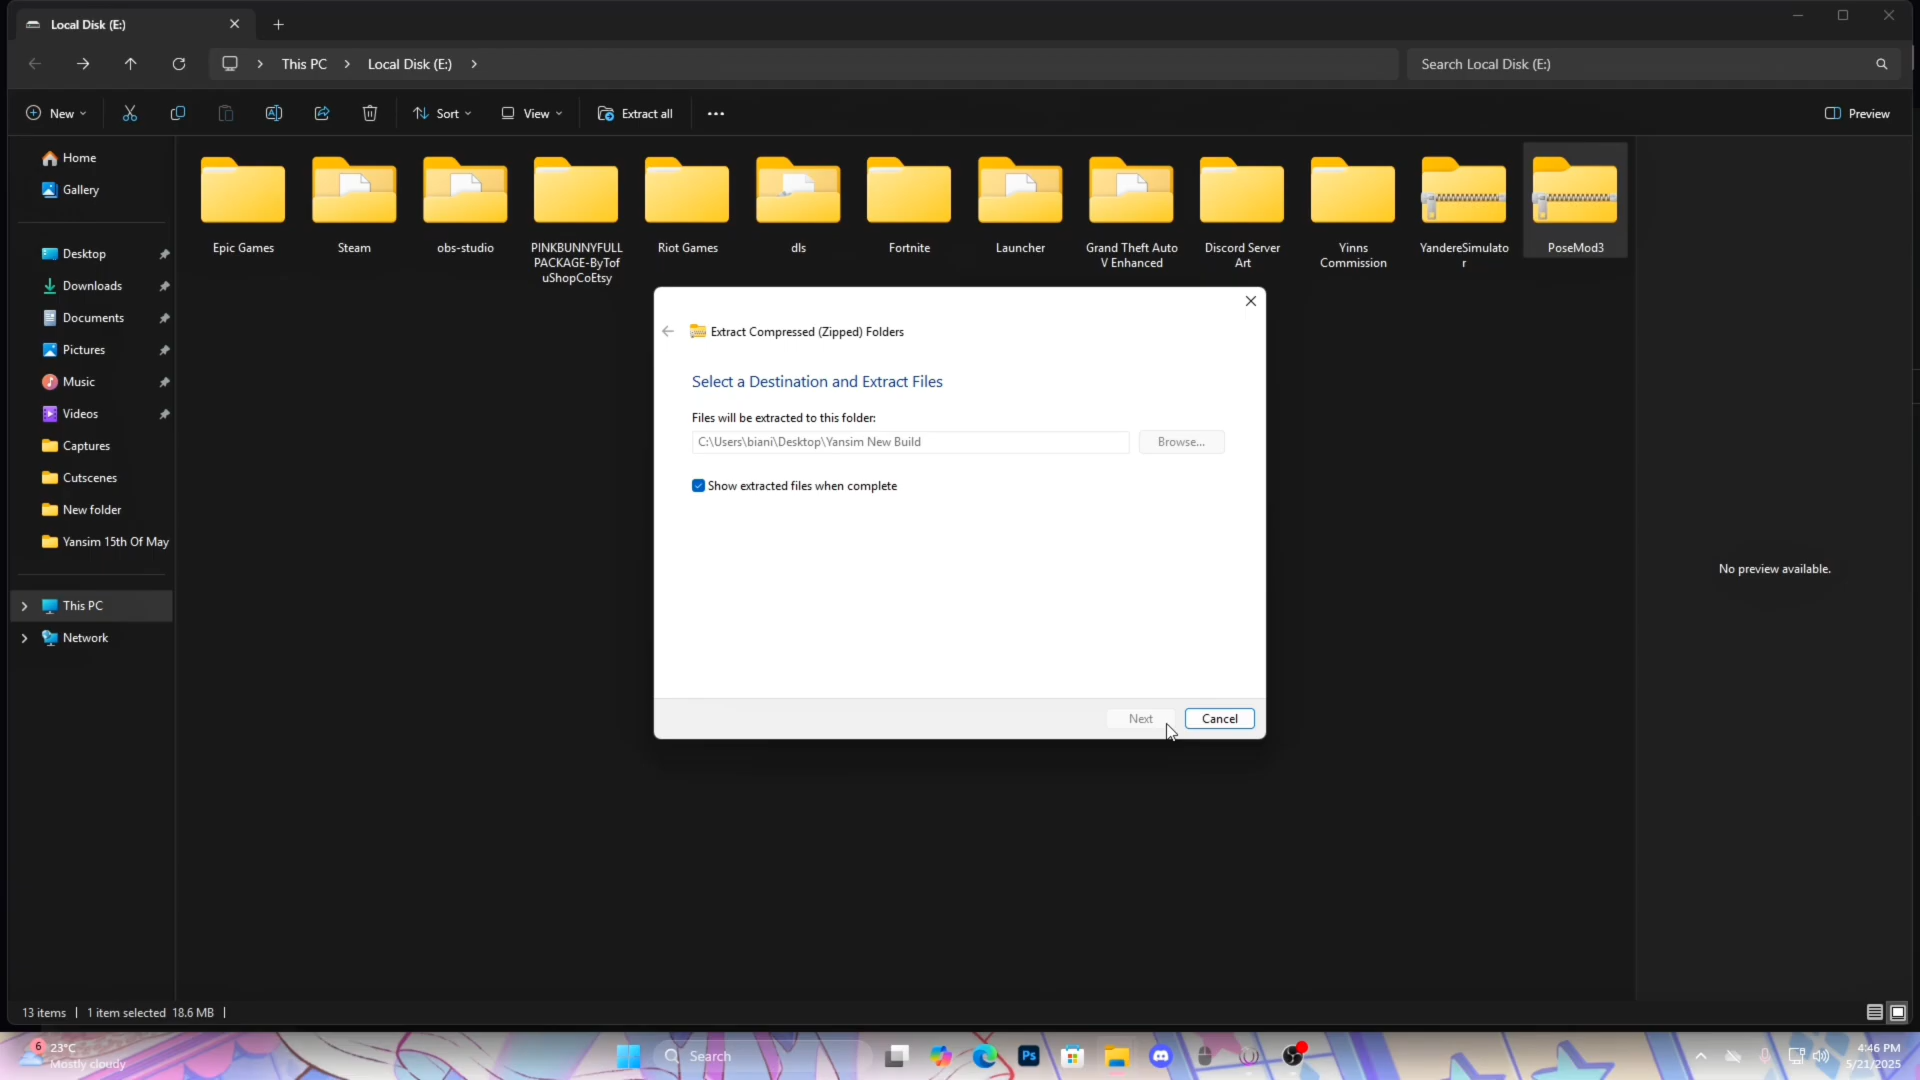 Local Disk (E:)
This PC
Local Disk (E:)
Search Local Disk (E:)
New
Sort
View
Extract all
Preview
Home
Gallery
Desktop
Downloads
Documents
Pictures
Music
Videos
Captures
Cutscenes
New folder
Yansim 15th Of May
This PC
Network
Epic Games
Steam
obs-studio
PINKBUNNYFULL
PACKAGE-ByTof
uShopCoEtsy
Riot Games
dls
Fortnite
Launcher
Grand Theft Auto
V Enhanced
Discord Server
Art
Yinns
Commission
YandereSimulato
r
PoseMod3
Extract Compressed (Zipped) Folders
Select a Destination and Extract Files
Files will be extracted to this folder:
C:\Users\biani\Desktop\Yansim New Build
Browse...
Show extracted files when complete
Next
Cancel
No preview available.
13 items
1 item selected 18.6 MB
6
23°C
Mostly cloudy
Search
Ps
4:46 PM
5/21/2025